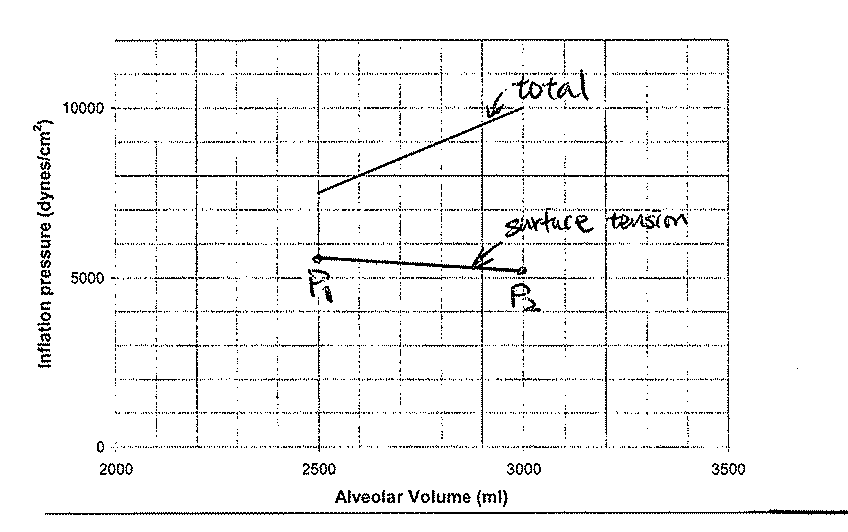 total
10000
surface tension
5000
P1
P2
0
2000
2500
3000
3500
Alveolar Volume (ml)
Inflation pressure (dynes/cm²)